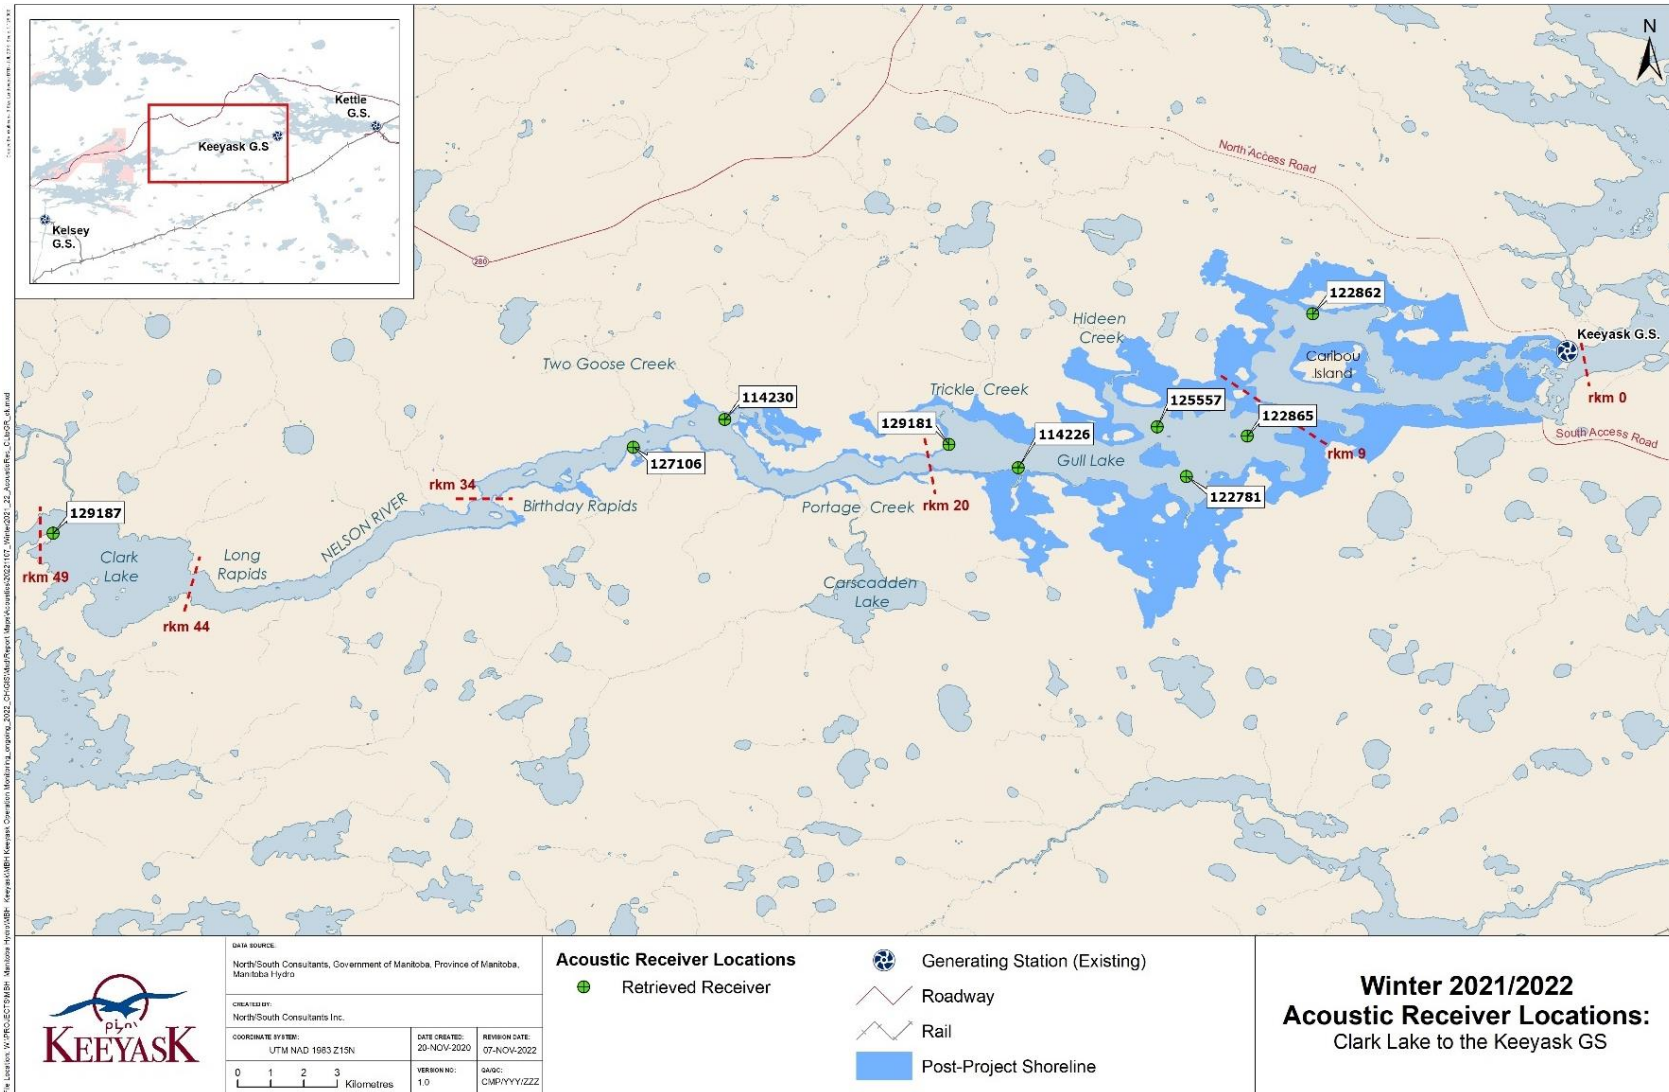 N
Kettle
G.S.
Keeyask G.S
Kelsey
G.S.
280
North Access Road
122862
Hideen
Creek
Keeyask G.S.
Caribou
Island
rkm 0
Two Goose Creek
Trickle Creek
114230
125557
122865
129181
114226
South Access Road
rkm 9
127106
Gull Lake
rkm 34
122781
Birthday Rapids
Portage Creek
rkm 20
NELSON RIVER
129187
Clark
Lake
Long
Rapids
rkm 49
Carscadden
Lake
rkm 44
KEEYASK
DATA SOURCE:
North/South Consultants, Government of Manitoba, Province of Manitoba,
Manitoba Hydro
CREATED BY:
North/South Consultants Inc.
COORDINATE SYSTEM:
UTM NAD 1983 Z15N
DATE CREATED:
20-NOV-2020
REVISION DATE:
07-NOV-2022
0 1 2 3 Kilometres
VERSION NO:
1.0
QA/QC:
CMP/YYY/ZZZ
Acoustic Receiver Locations
Retrieved Receiver
Generating Station (Existing)
Roadway
Rail
Post-Project Shoreline
Winter 2021/2022
Acoustic Receiver Locations:
Clark Lake to the Keeyask GS